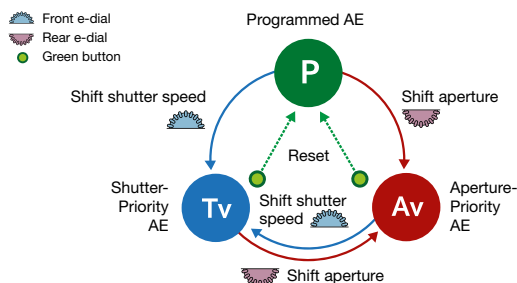 Front e-dial
Rear e-dial
Green button
Programmed AE
P
Shift shutter speed
Shift aperture
Reset
Shutter-
Priority
AE
Tv
Shift shutter
speed
Av
Aperture-
Priority
AE
Shift aperture